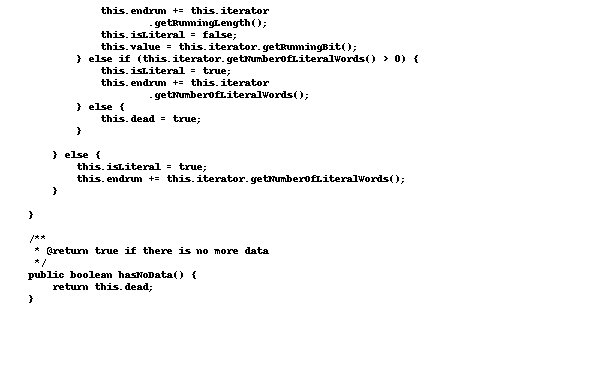 this.endrun += this.iterator
                    .getRunningLength();
            this.isLiteral = false;
            this.value = this.iterator.getRunningBit();
        } else if (this.iterator.getNumberOfLiteralWords() > 0) {
            this.isLiteral = true;
            this.endrun += this.iterator
                    .getNumberOfLiteralWords();
        } else {
            this.dead = true;
        }

    } else {
        this.isLiteral = true;
        this.endrun += this.iterator.getNumberOfLiteralWords();
    }

}

/**
 * @return true if there is no more data
 */
public boolean hasNoData() {
    return this.dead;
}